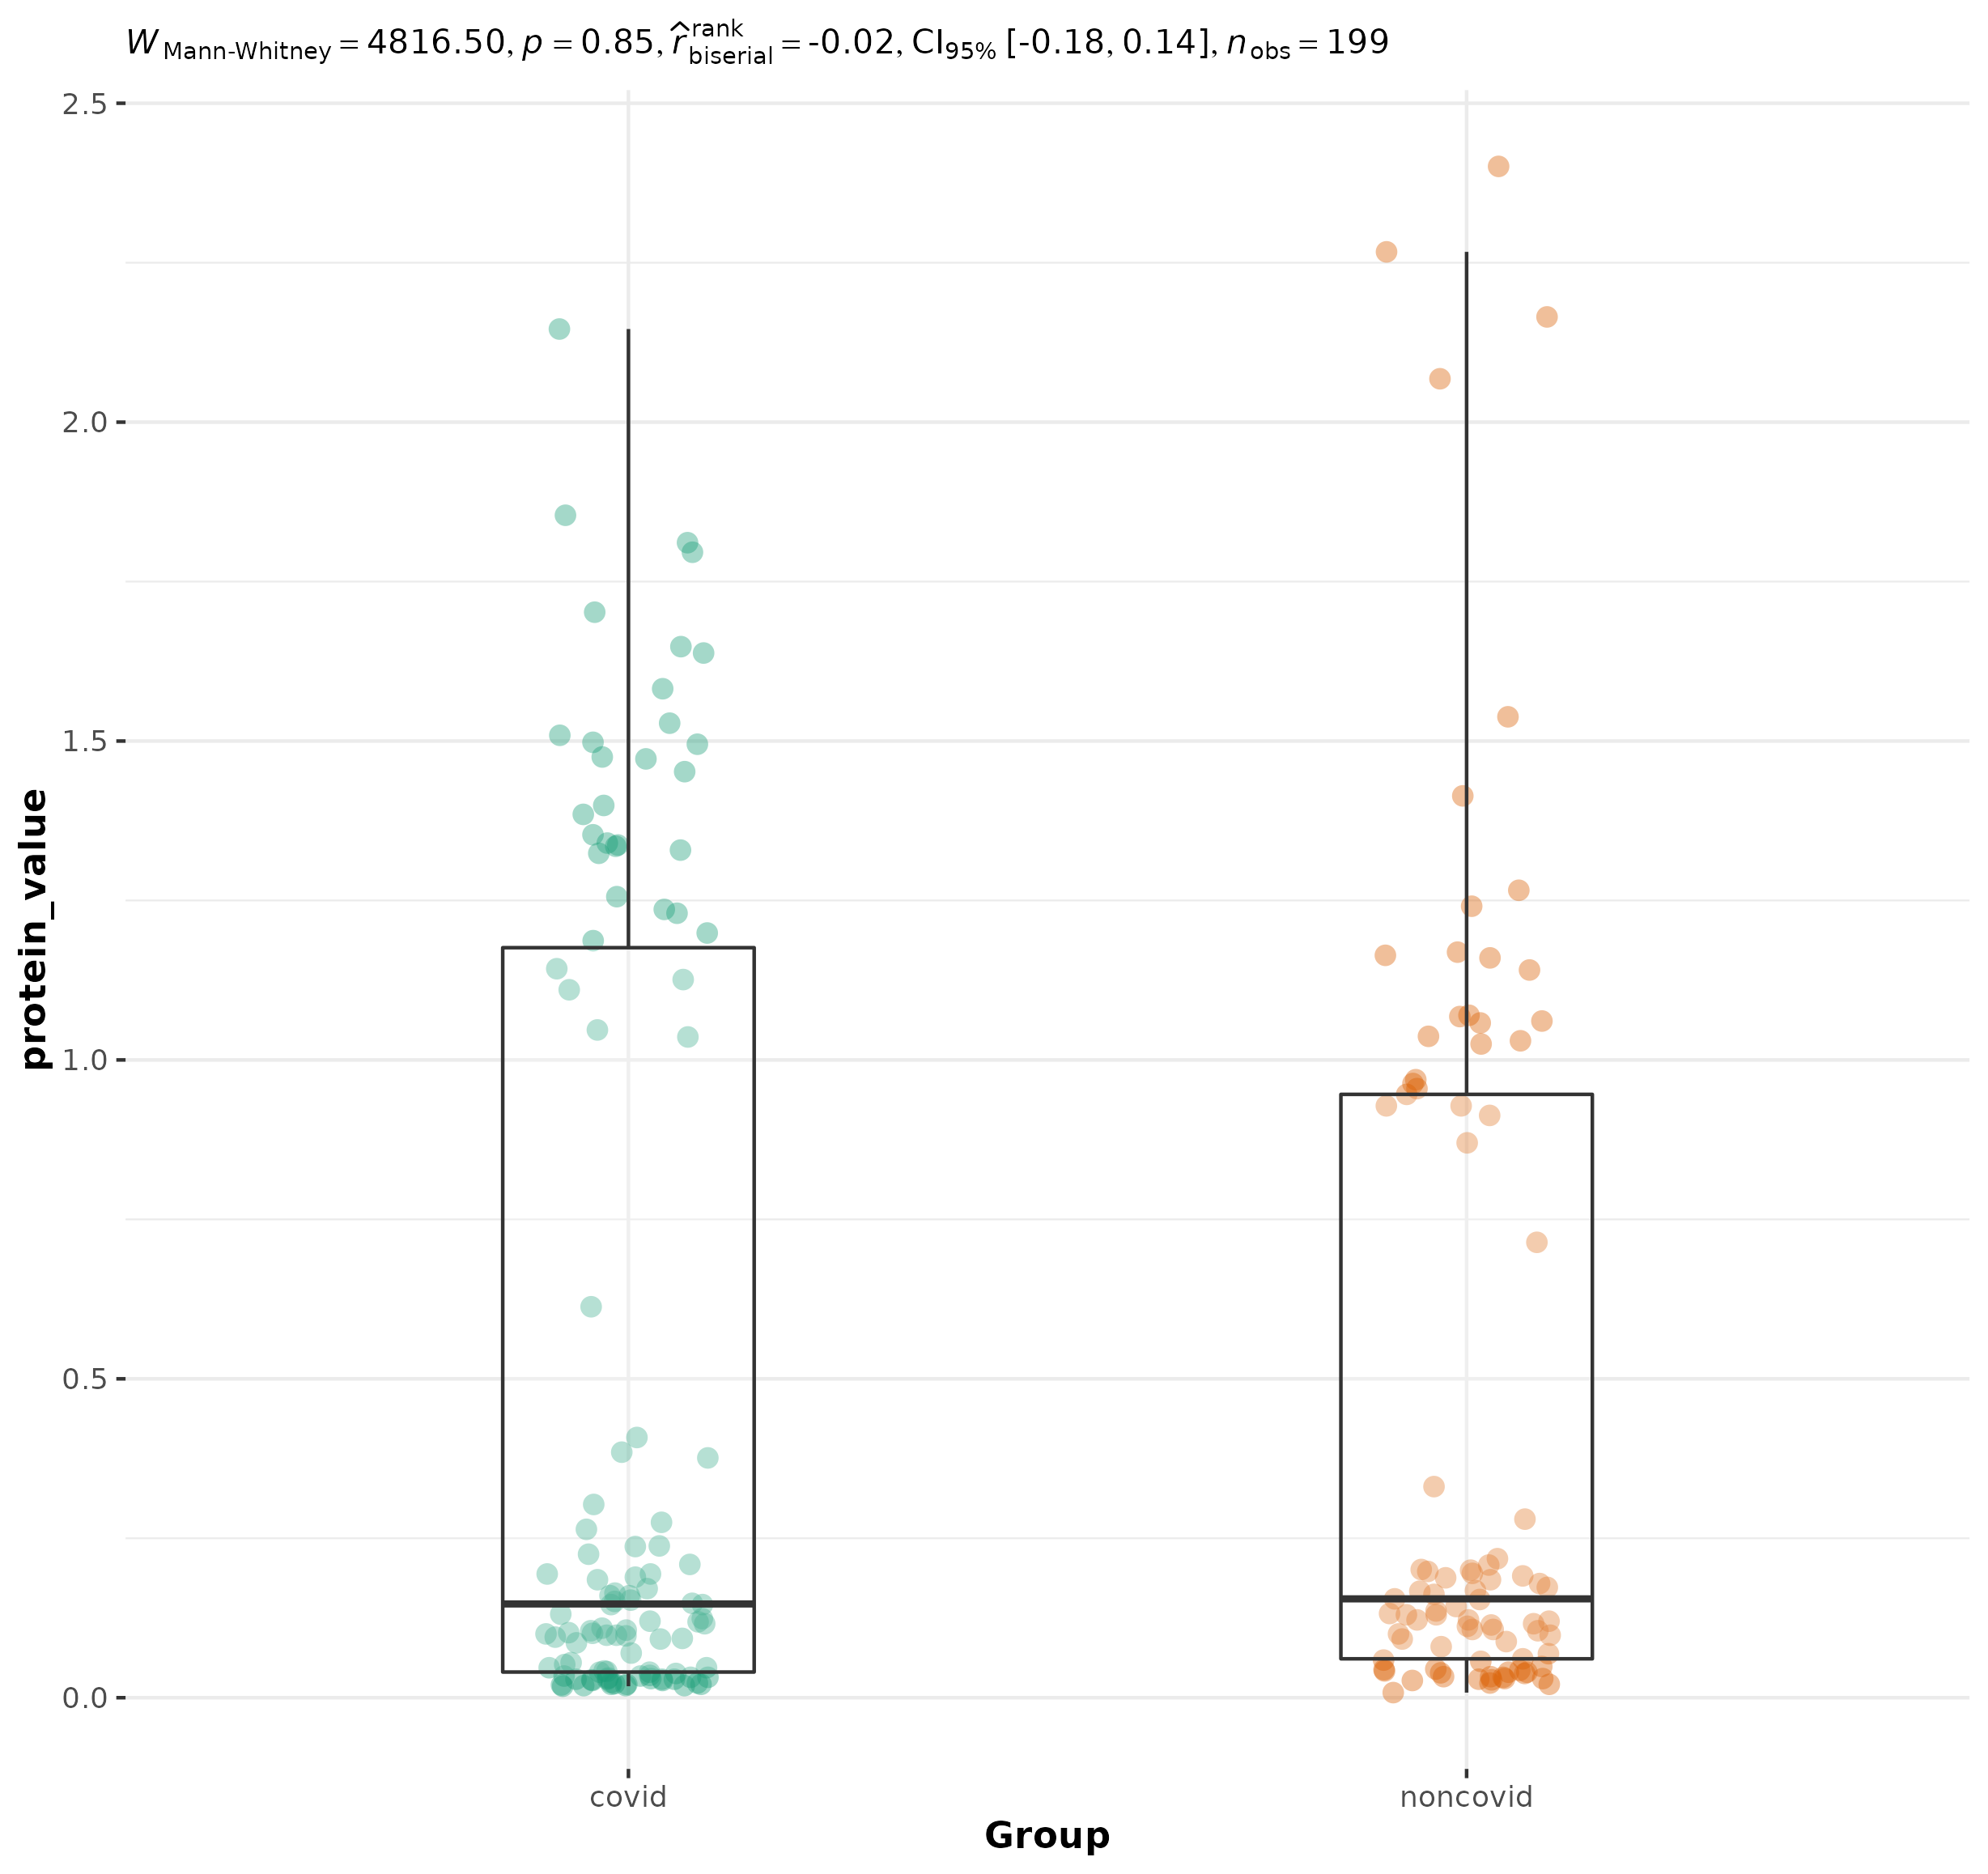 W Mann-Whitney = 4816.50, p = 0.85, r̂ rank biserial = -0.02, CI95% [-0.18, 0.14], nobs = 199
2.5
2.0
1.5
1.0
0.5
0.0
protein_value
covid noncovid
Group